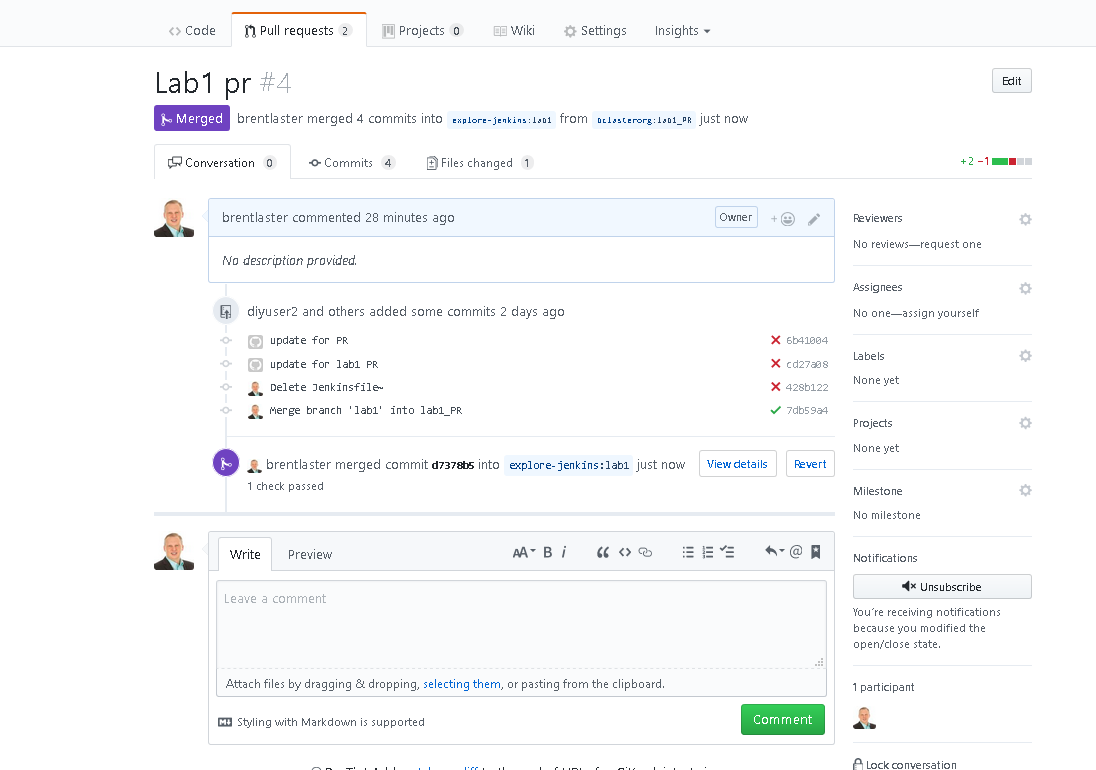 Code Pull requests 2 Projects 0 Wiki Settings Insights
Lab1 pr #4
Edit
Merged brentlaster merged 4 commits into explore-jenkins:lab1 from bclasterorg:lab1_PR just now
Conversation 0 Commits 4 Files changed 1
+2 −1
brentlaster commented 28 minutes ago
Owner
No description provided.
diyuser2 and others added some commits 2 days ago
update for PR 6b41004
update for lab1 PR cd27a08
Delete Jenkinsfile~ 428b122
Merge branch 'lab1' into lab1_PR 7db59a4
brentlaster merged commit d7378b5 into explore-jenkins:lab1 just now
View details Revert
1 check passed
Reviewers
No reviews—request one
Assignees
No one—assign yourself
Labels
None yet
Projects
None yet
Milestone
No milestone
Notifications
Unsubscribe
You're receiving notifications
because you modified the
open/close state.
1 participant
Lock conversation
Write Preview
AA B i
Leave a comment
Attach files by dragging & dropping, selecting them, or pasting from the clipboard.
Styling with Markdown is supported
Comment